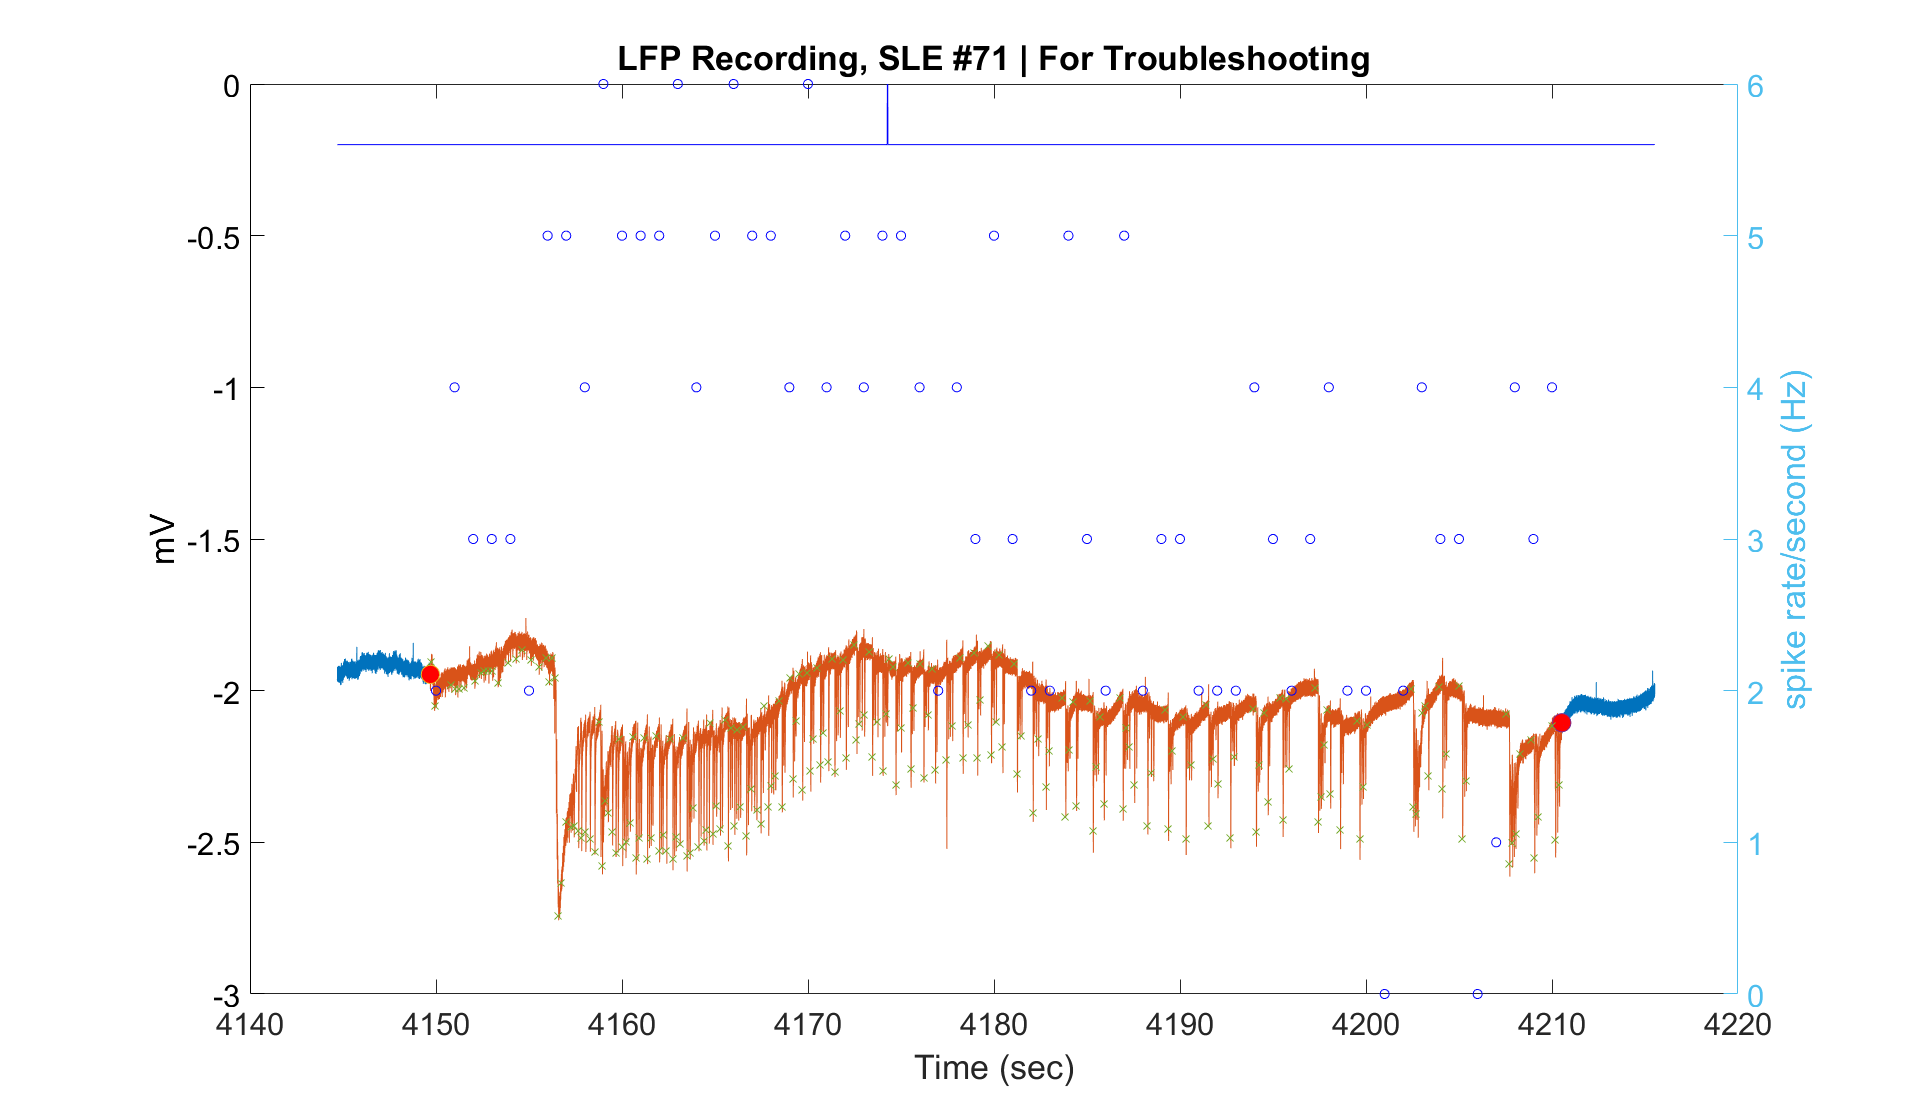 LFP Recording, SLE #71 | For Troubleshooting
0
-0.5
-1
-1.5
-2
-2.5
-3
mV
6
5
4
3
2
1
0
spike rate/second (Hz)
4140 4150 4160 4170 4180 4190 4200 4210 4220
Time (sec)